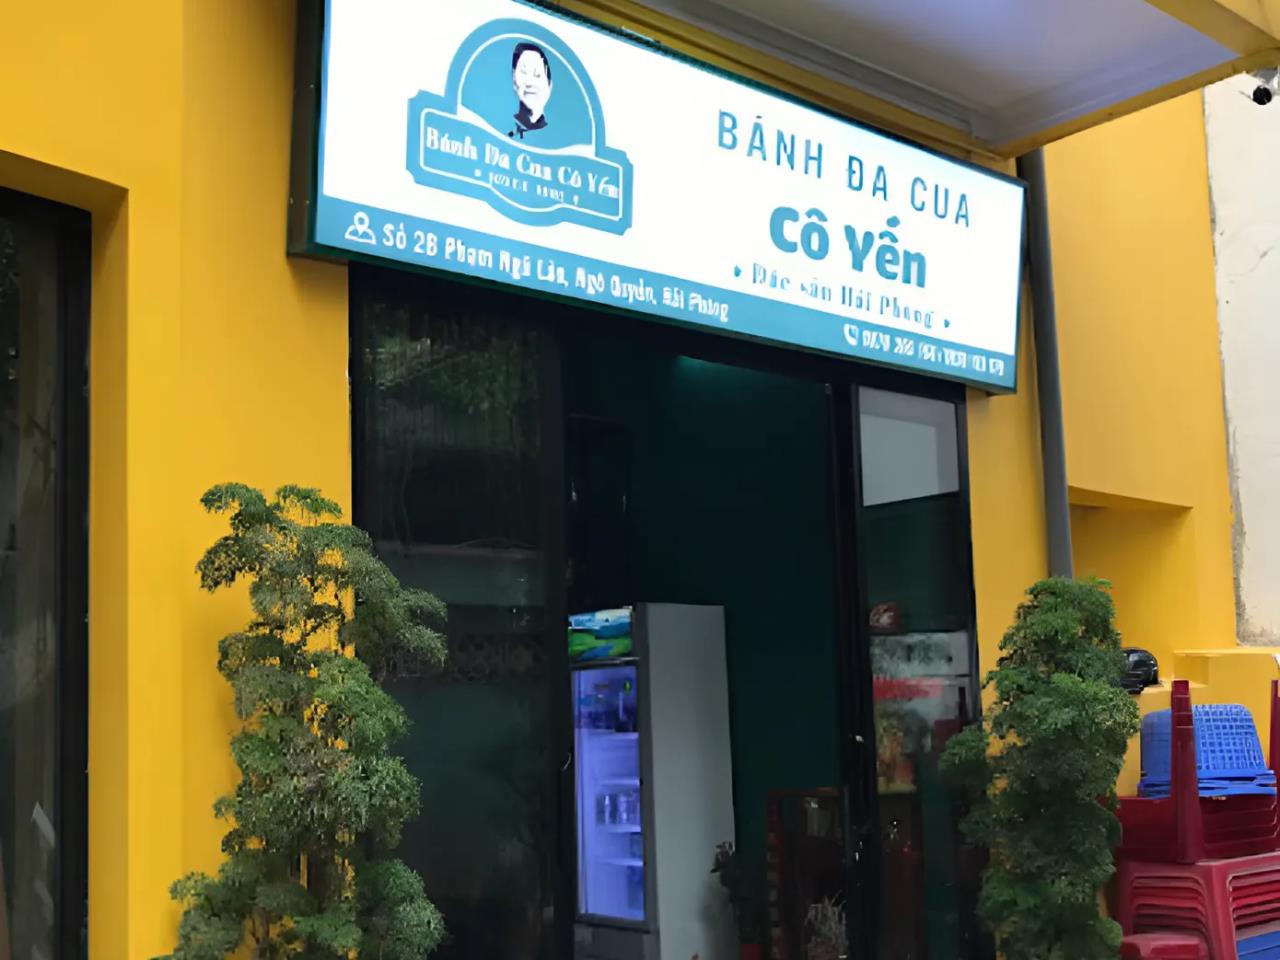 Bánh Đa Cua Cô Yến
BÁNH ĐA CUA
Cô Yến
Đặc sản Hải Phòng
Số 2B Phạm Ngũ Lão, Ngô Quyền, Hải Phòng